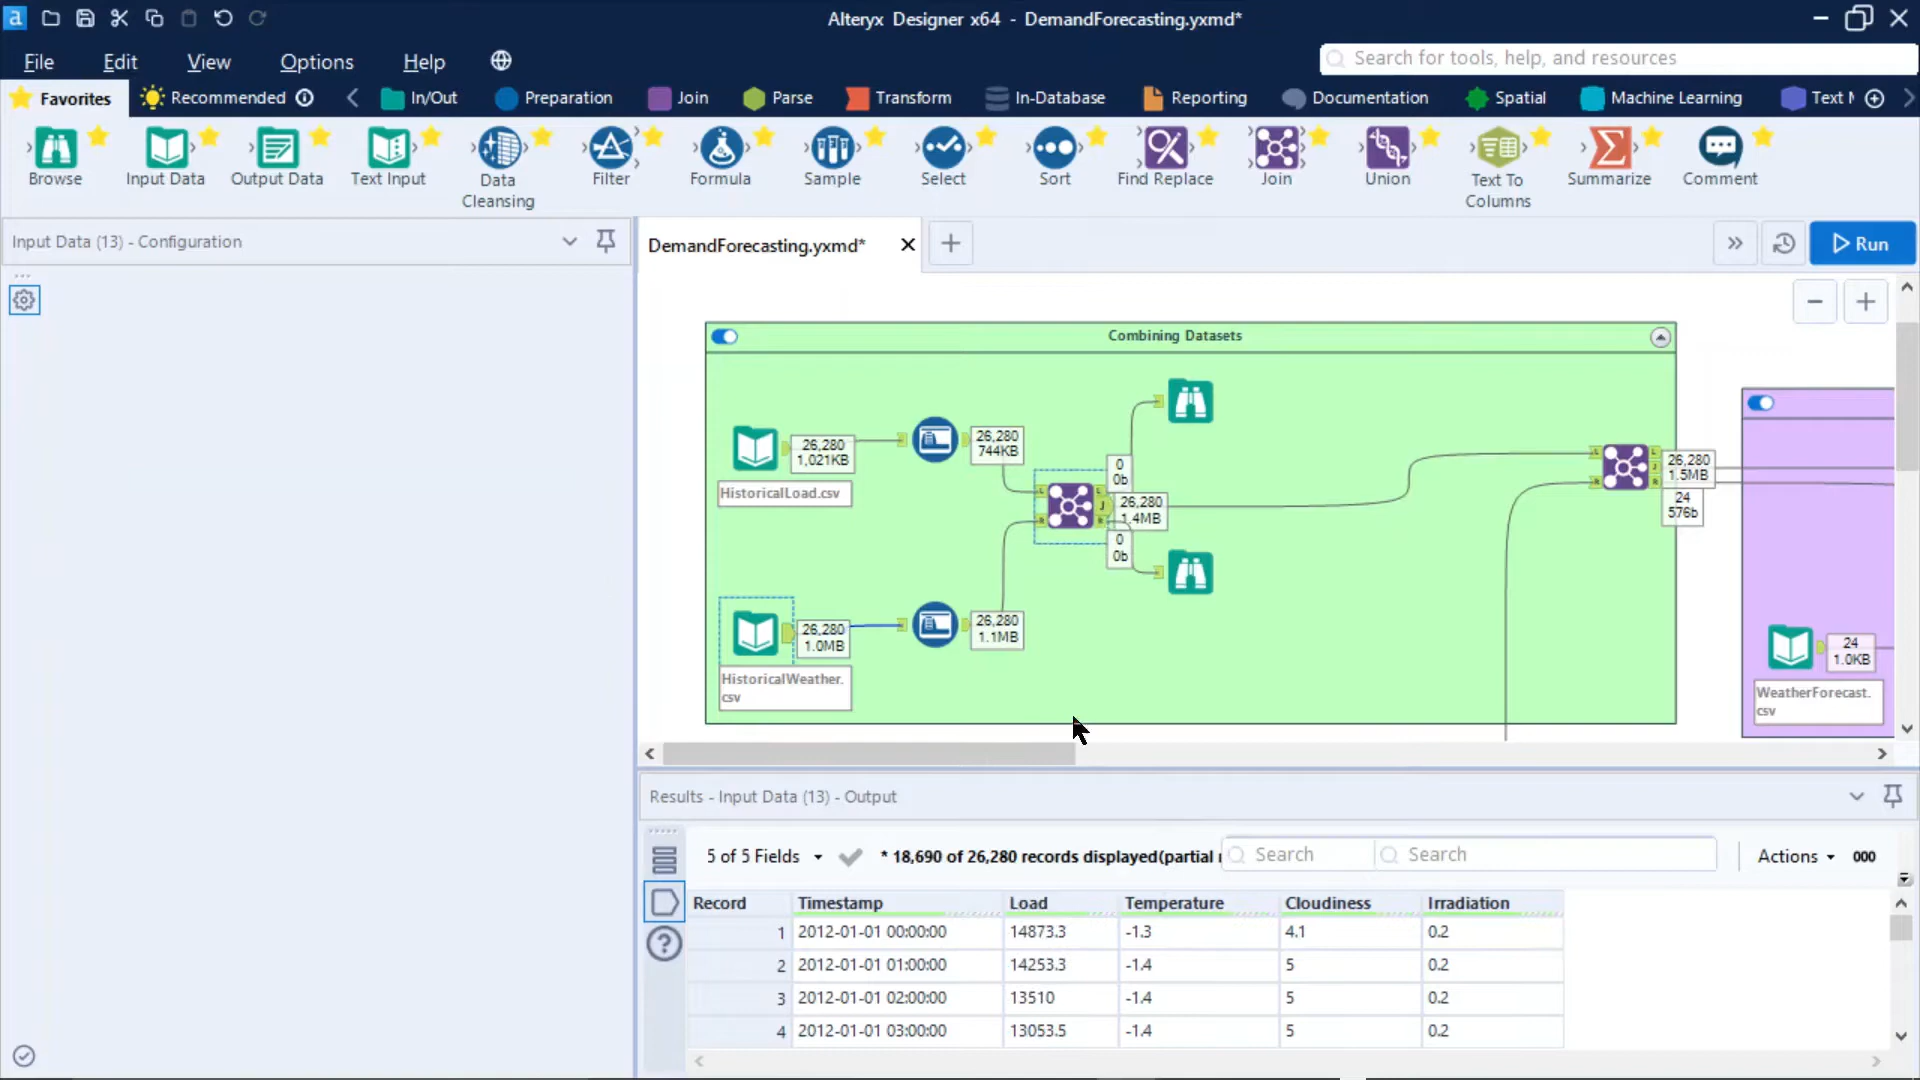 a
Alteryx Designer x64 - DemandForecasting.yxmd*
File Edit View Options Help
Search for tools, help, and resources
Favorites Recommended In/Out Preparation Join Parse Transform In-Database Reporting Documentation Spatial Machine Learning Text
Browse Input Data Output Data Text Input Data Cleansing Filter Formula Sample Select Sort Find Replace Join Union Text To Columns Summarize Comment
Input Data (13) - Configuration
DemandForecasting.yxmd*
Run
Combining Datasets
26,280
1,021KB
HistoricalLoad.csv
26,280
744KB
0
0b
L
J
R
L
R
26,280
1.4MB
0
0b
26,280
1.0MB
HistoricalWeather.
csv
26,280
1.1MB
L
R
L
J
R
26,280
1.5MB
24
576b
24
1.0KB
WeatherForecast.
csv
Results - Input Data (13) - Output
5 of 5 Fields
* 18,690 of 26,280 records displayed(partial
Search
Search
Actions
000
Record Timestamp Load Temperature Cloudiness Irradiation
1 2012-01-01 00:00:00 14873.3 -1.3 4.1 0.2
2 2012-01-01 01:00:00 14253.3 -1.4 5 0.2
3 2012-01-01 02:00:00 13510 -1.4 5 0.2
4 2012-01-01 03:00:00 13053.5 -1.4 5 0.2